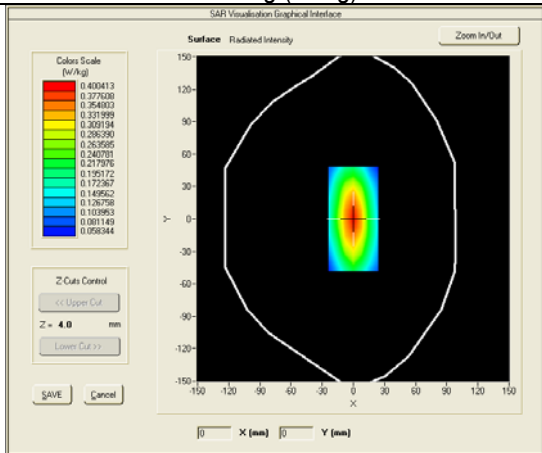 SAR Visualisation Graphical Interface
Surface Radiated Intensity
Zoom In/Out
Colors Scale
(W/kg)
0.400413
0.377608
0.354803
0.331999
0.309194
0.286390
0.263585
0.240781
0.217976
0.195172
0.172367
0.149562
0.126758
0.103953
0.081149
0.058344
150
120
90
60
30
0
-30
-60
-90
-120
-150
Y
-150 -120 -90 -60 -30 0 30 60 90 120 150
X
Z Cuts Control
<< Upper Cut
Z = 4.0 mm
Lower Cut >>
SAVE Cancel
0 X (mm) 0 Y (mm)